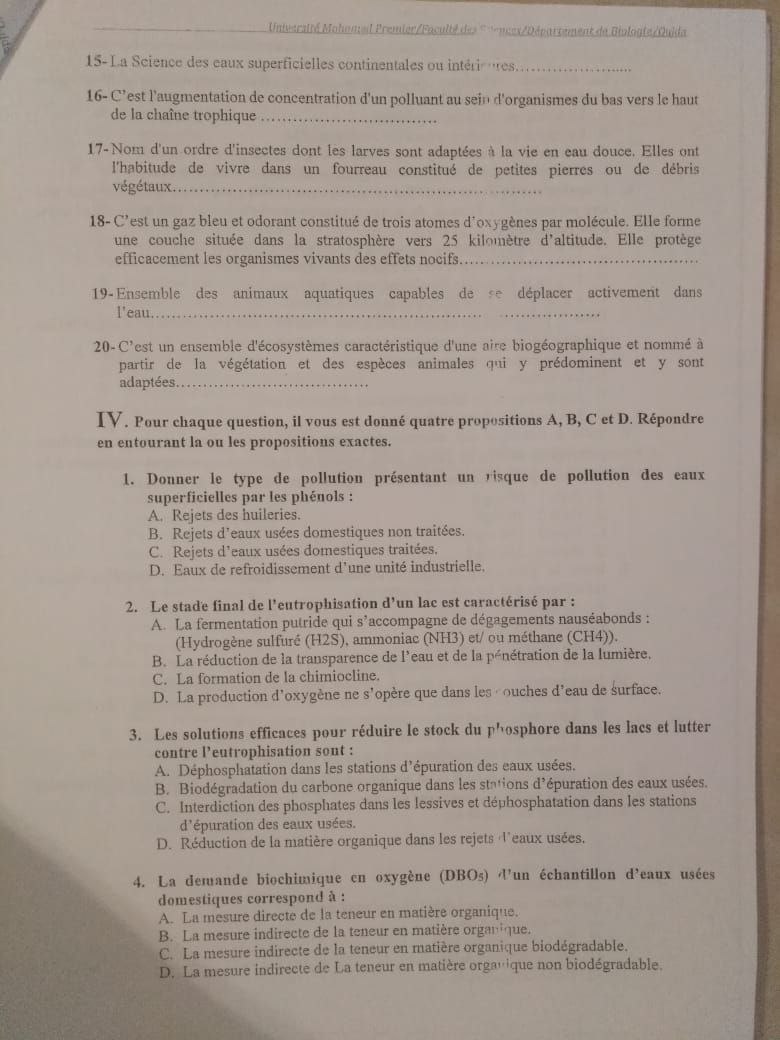 Université Mohamed Premier/Faculté des Sciences/Département de Biologie/Oujda
15- La Science des eaux superficielles continentales ou intérieures..........................
16- C'est l'augmentation de concentration d'un polluant au sein d'organismes du bas vers le haut
de la chaîne trophique ........................................
17- Nom d'un ordre d'insectes dont les larves sont adaptées à la vie en eau douce. Elles ont
l'habitude de vivre dans un fourreau constitué de petites pierres ou de débris
végétaux..................................................................................
18- C'est un gaz bleu et odorant constitué de trois atomes d'oxygènes par molécule. Elle forme
une couche située dans la stratosphère vers 25 kilomètre d'altitude. Elle protège
efficacement les organismes vivants des effets nocifs......................................................
19- Ensemble des animaux aquatiques capables de se déplacer activement dans
l'eau..................................................................................................
20- C'est un ensemble d'écosystèmes caractéristique d'une aire biogéographique et nommé à
partir de la végétation et des espèces animales qui y prédominent et y sont
adaptées............................................
IV. Pour chaque question, il vous est donné quatre propositions A, B, C et D. Répondre
en entourant la ou les propositions exactes.
1. Donner le type de pollution présentant un risque de pollution des eaux
superficielles par les phénols :
A. Rejets des huileries.
B. Rejets d'eaux usées domestiques non traitées.
C. Rejets d'eaux usées domestiques traitées.
D. Eaux de refroidissement d'une unité industrielle.
2. Le stade final de l'eutrophisation d'un lac est caractérisé par :
A. La fermentation putride qui s'accompagne de dégagements nauséabonds :
(Hydrogène sulfuré (H2S), ammoniac (NH3) et/ ou méthane (CH4)).
B. La réduction de la transparence de l'eau et de la pénétration de la lumière.
C. La formation de la chimiocline.
D. La production d'oxygène ne s'opère que dans les couches d'eau de surface.
3. Les solutions efficaces pour réduire le stock du phosphore dans les lacs et lutter
contre l'eutrophisation sont :
A. Déphosphatation dans les stations d'épuration des eaux usées.
B. Biodégradation du carbone organique dans les stations d'épuration des eaux usées.
C. Interdiction des phosphates dans les lessives et déphosphatation dans les stations
d'épuration des eaux usées.
D. Réduction de la matière organique dans les rejets d'eaux usées.
4. La demande biochimique en oxygène (DBO5) d'un échantillon d'eaux usées
domestiques correspond à :
A. La mesure directe de la teneur en matière organique.
B. La mesure indirecte de la teneur en matière organique.
C. La mesure indirecte de la teneur en matière organique biodégradable.
D. La mesure indirecte de La teneur en matière organique non biodégradable.